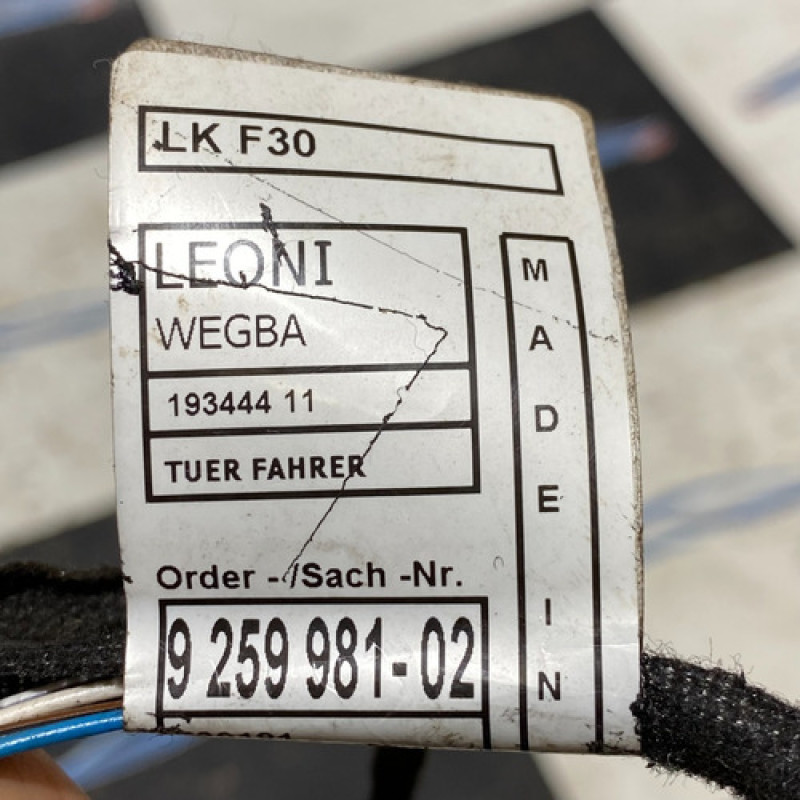 LK F30
LEONI
WEGBA
193444 11
TUER FAHRER
Order - /Sach -Nr.
9 259 981-02
MADE IN